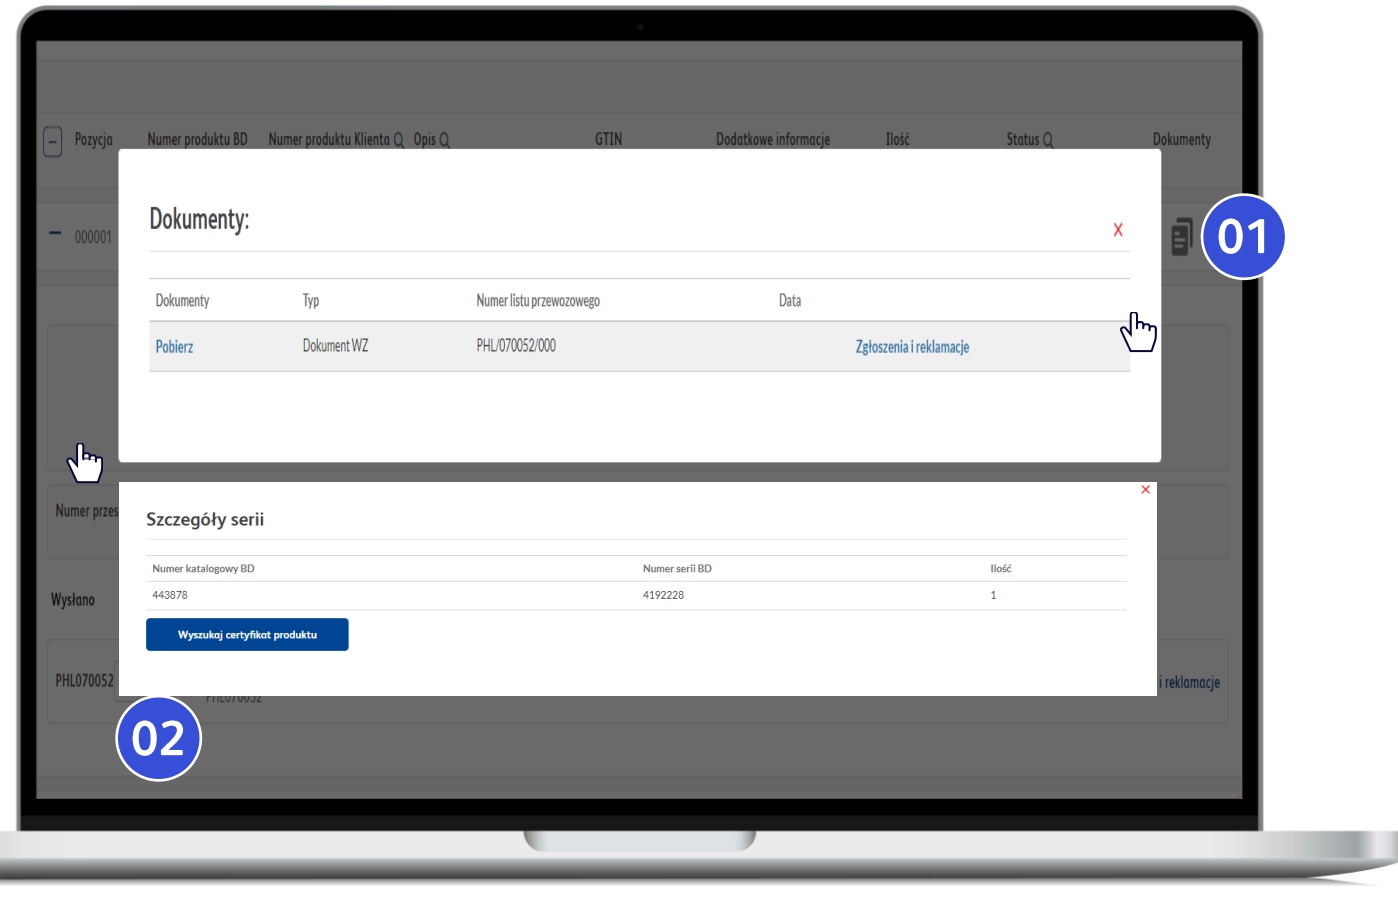 Pozycja Numer produktu BD Numer produktu Klienta Opis GTIN Dodatkowe informacje Ilość Status Dokumenty
000001
01
Dokumenty:
X
Dokumenty Typ Numer listu przewozowego Data
Pobierz Dokument WZ PHL/070052/000 Zgłoszenia i reklamacje
Numer przes
Szczegóły serii
Numer katalogowy BD Numer serii BD Ilość
443878 4192228 1
Wysłano
Wyszukaj certyfikat produktu
PHL070052 i reklamacje
PHL070052
02